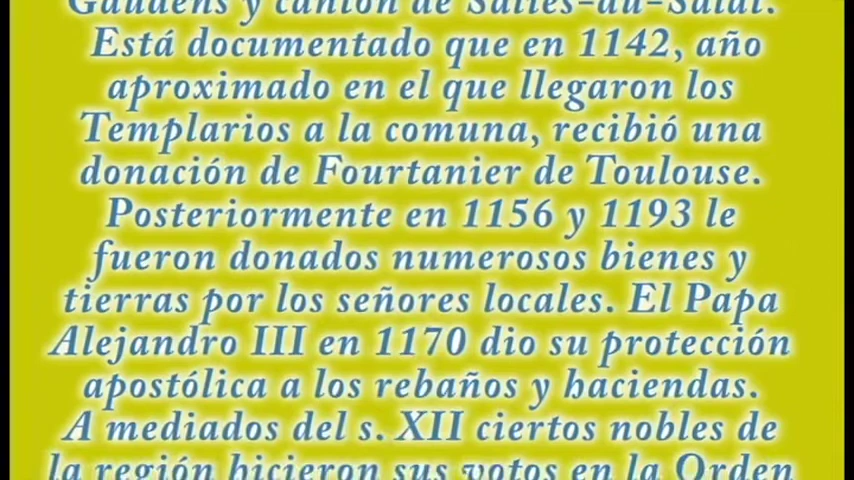 Gaudens y cantón de Salies-du-Salat.
Está documentado que en 1142, año
aproximado en el que llegaron los
Templarios a la comuna, recibió una
donación de Fourtanier de Toulouse.
Posteriormente en 1156 y 1193 le
fueron donados numerosos bienes y
tierras por los señores locales. El Papa
Alejandro III en 1170 dio su protección
apostólica a los rebaños y haciendas.
A mediados del s. XII ciertos nobles de
la región hicieron sus votos en la Orden